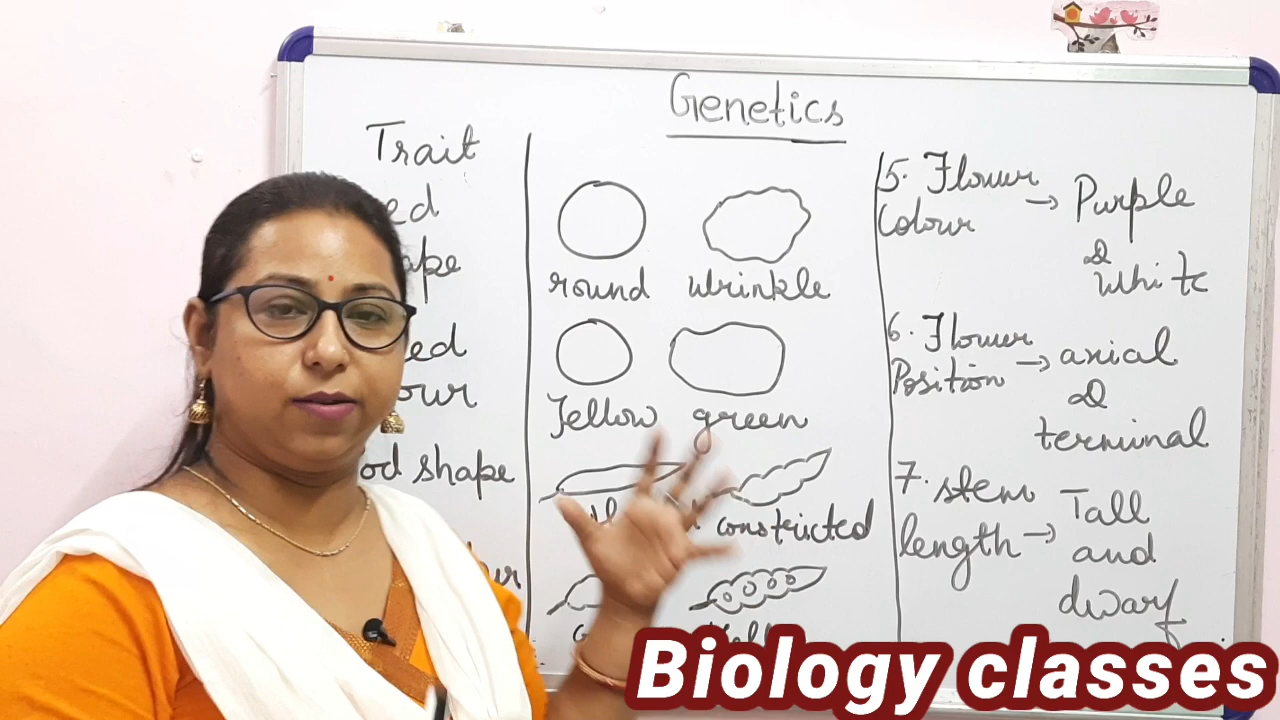 Genetics
Trait
ed
ape
round wrinkle
ed
our
Yellow green
od shape
constricted
5. Flower
Colour → Purple
&
White
6. Flower
Position → axial
&
terminal
7. stem
length → Tall
and
dwarf
Biology classes